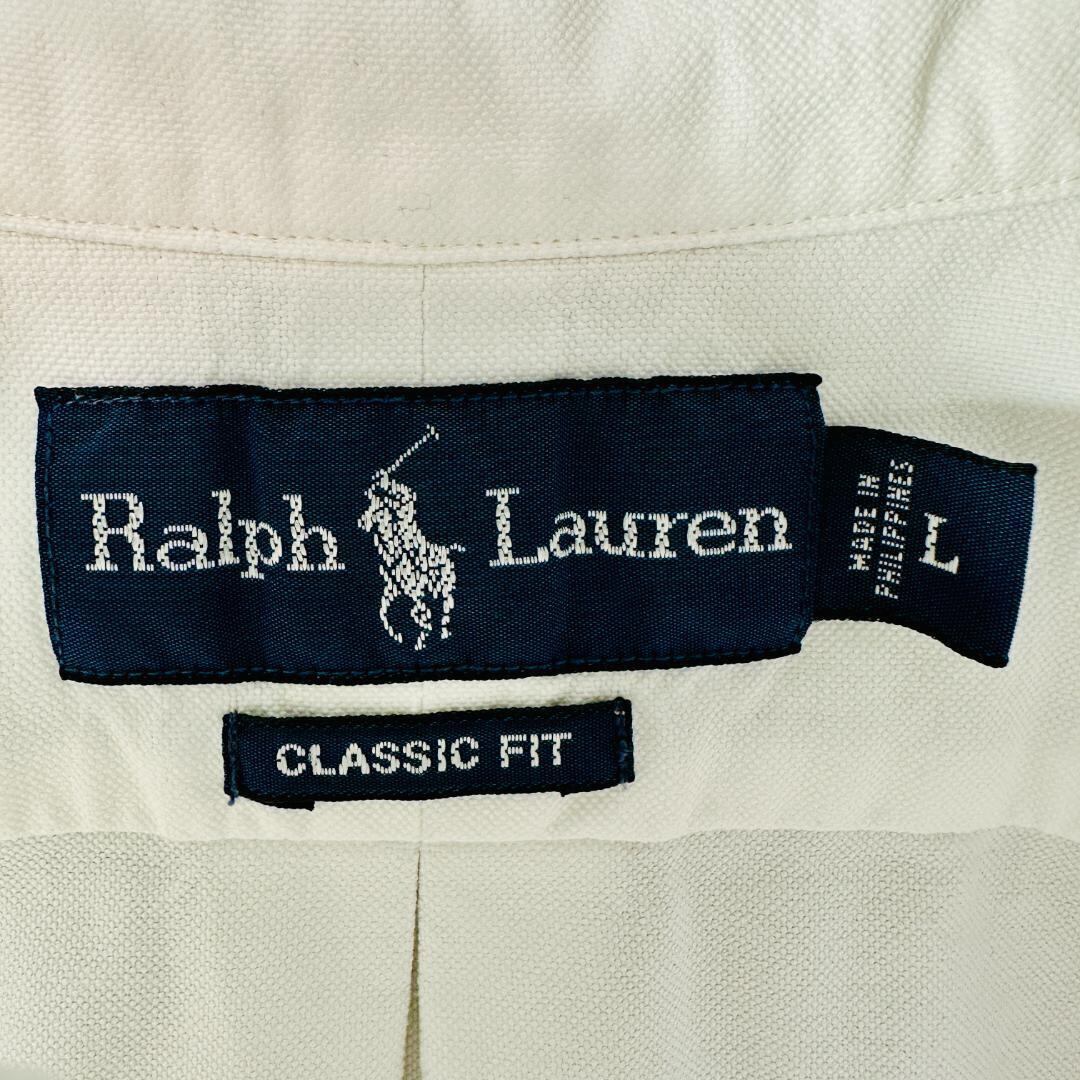 Ralph Lauren
MADE IN
PHILIPPINES
L
CLASSIC FIT